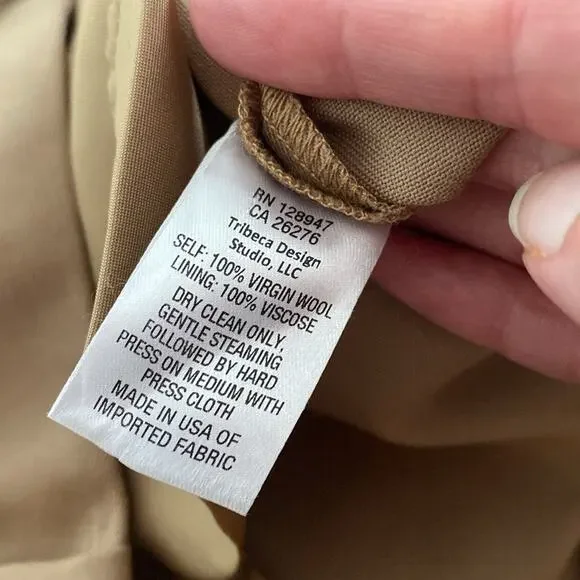 RN 128947
CA 26276
Tribeca Design
Studio, LLC
SELF: 100% VIRGIN WOOL
LINING: 100% VISCOSE
DRY CLEAN ONLY,
GENTLE STEAMING
FOLLOWED BY HARD
PRESS ON MEDIUM WITH
PRESS CLOTH
MADE IN USA OF
IMPORTED FABRIC